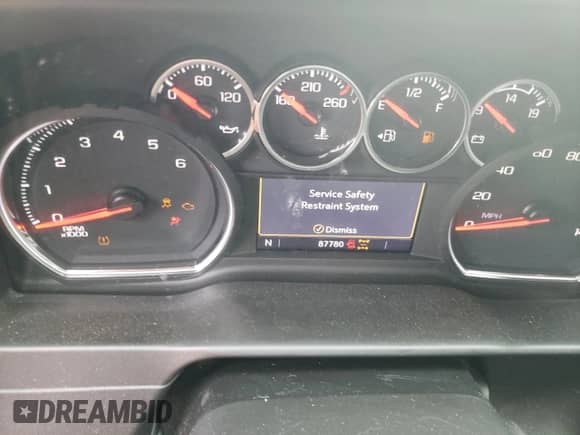 0 60 120
160 210 260
E 1/2 F
9 14 19
0 1 2 3 4 5 6
RPM
x1000
Service Safety
Restraint System
Dismiss
N 87780
0 20 40 80
MPH
DREAMBID